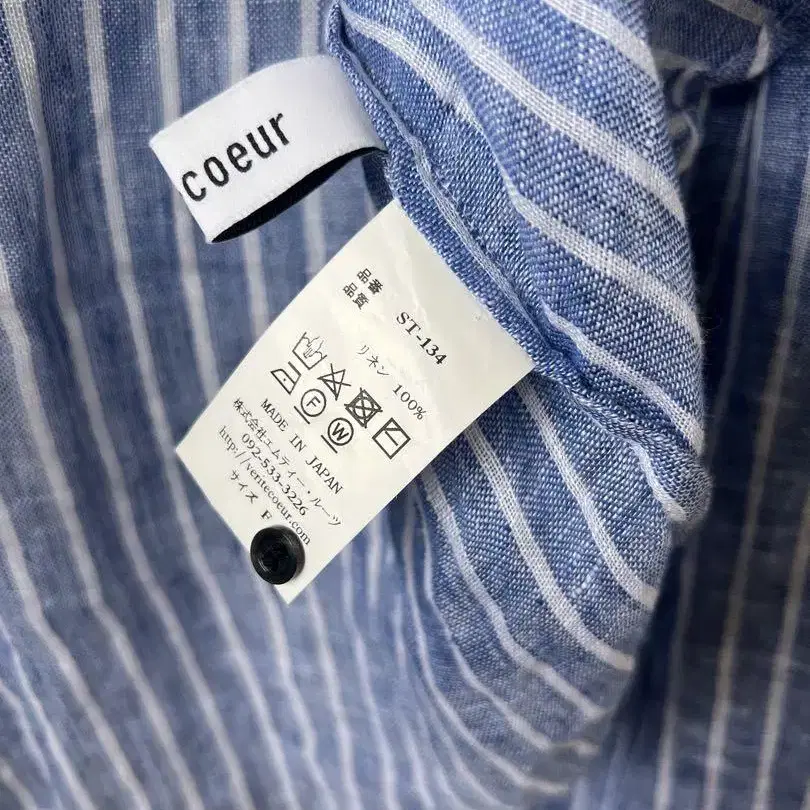 coeur
品番 ST-134
品質 リネン 100%
F W
MADE IN JAPAN
株式会社エムティー・ルーツ
092-533-3226
http://ventecoeur.com
サイズ F